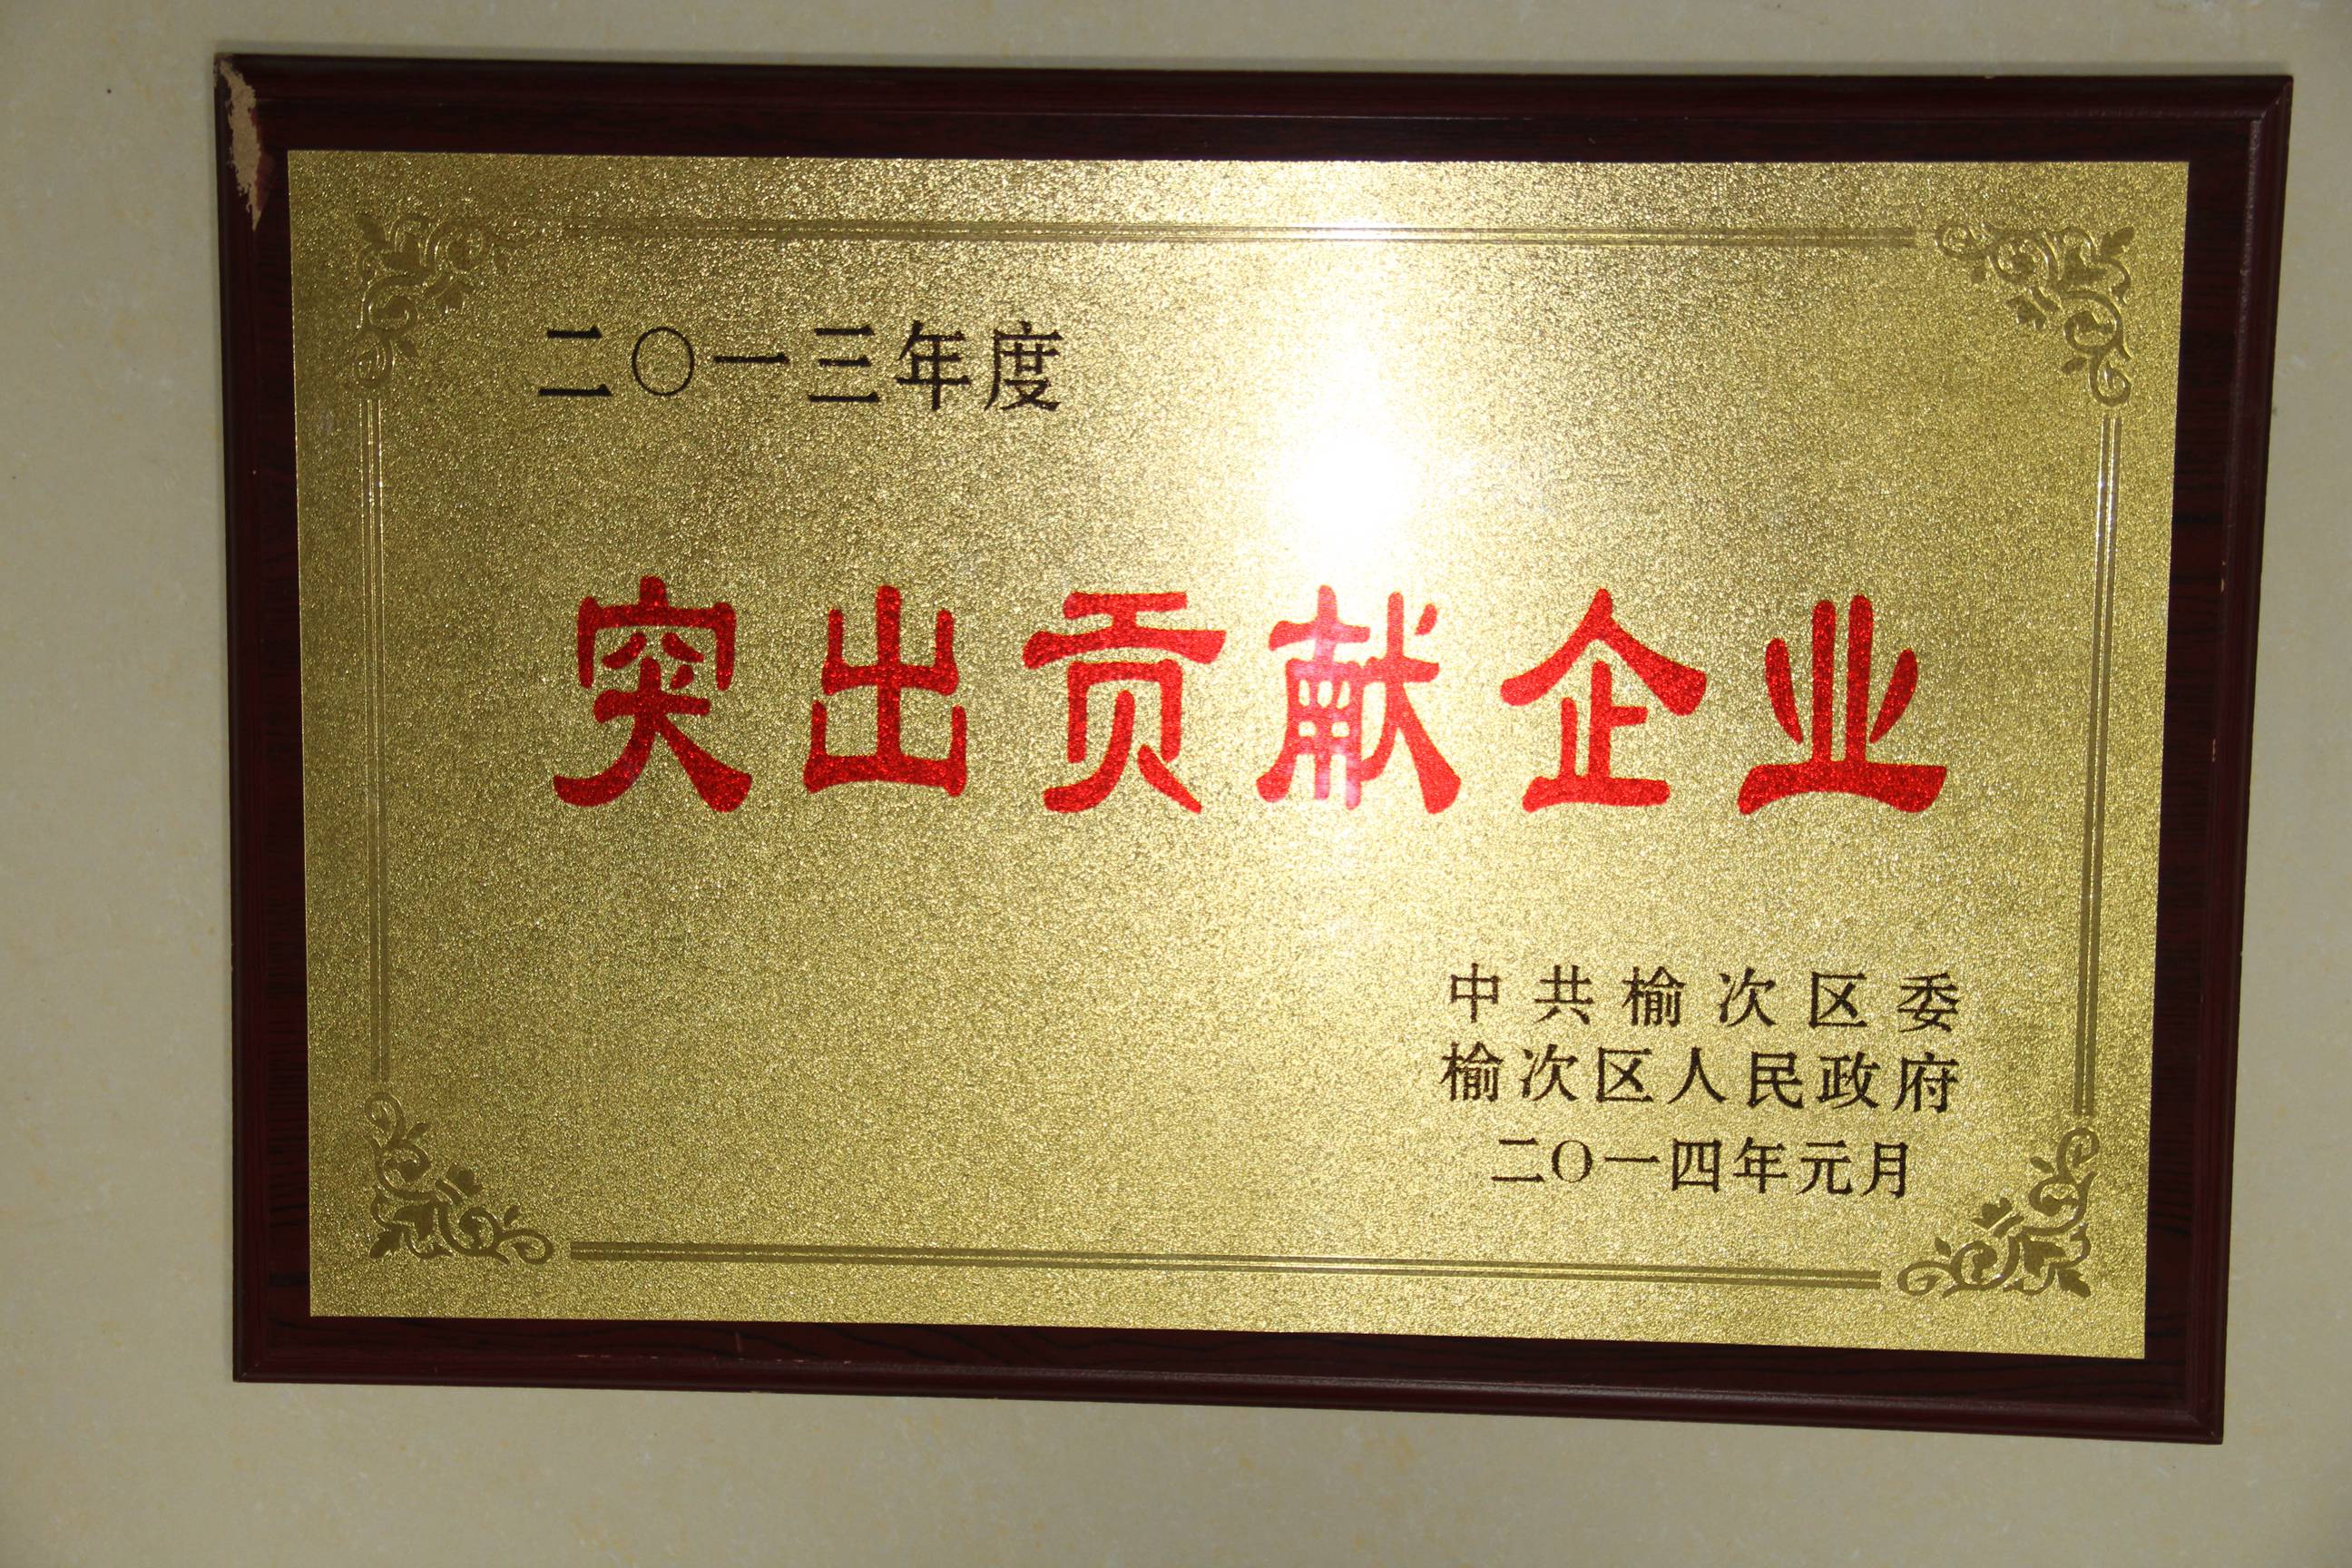 二〇一三年度
突出贡献企业
中共榆次区委
榆次区人民政府
二〇一四年元月